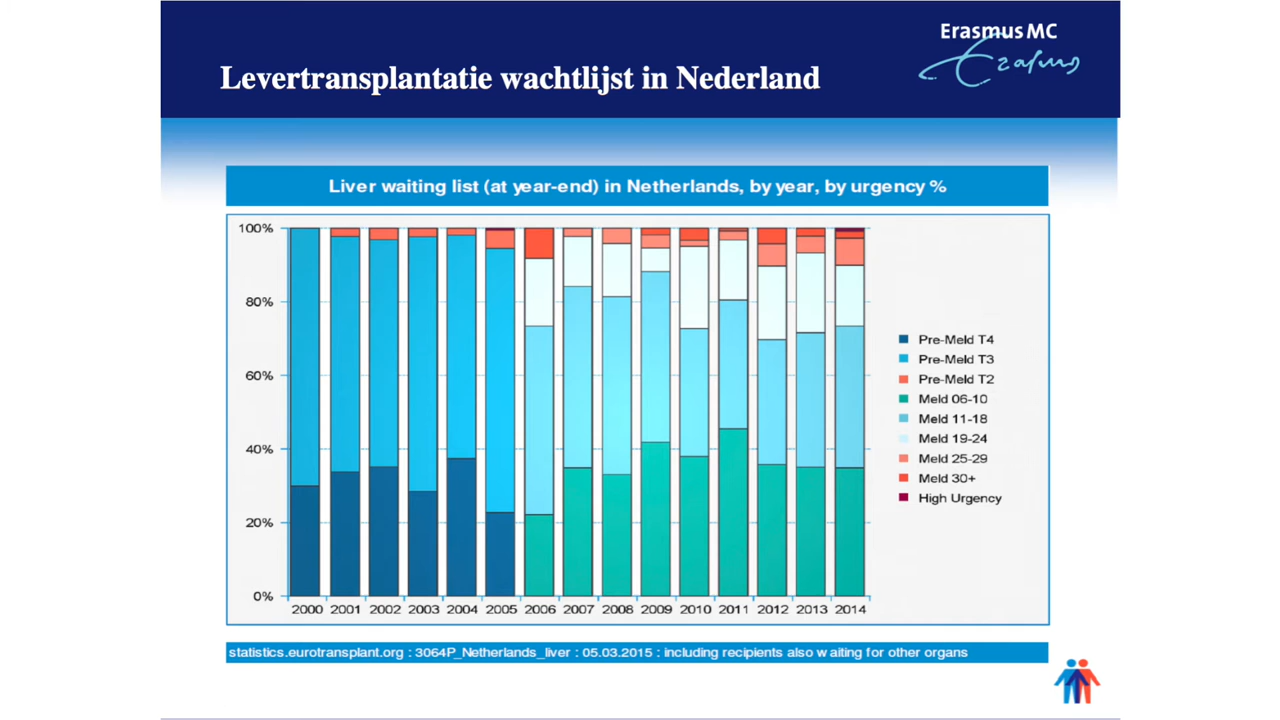 Erasmus MC
Erasmus
Levertransplantatie wachtlijst in Nederland
Liver waiting list (at year-end) in Netherlands, by year, by urgency %
100%
80%
60%
40%
20%
0%
2000 2001 2002 2003 2004 2005 2006 2007 2008 2009 2010 2011 2012 2013 2014
Pre-Meld T4
Pre-Meld T3
Pre-Meld T2
Meld 06-10
Meld 11-18
Meld 19-24
Meld 25-29
Meld 30+
High Urgency
statistics.eurotransplant.org : 3064P_Netherlands_liver : 05.03.2015 : including recipients also waiting for other organs